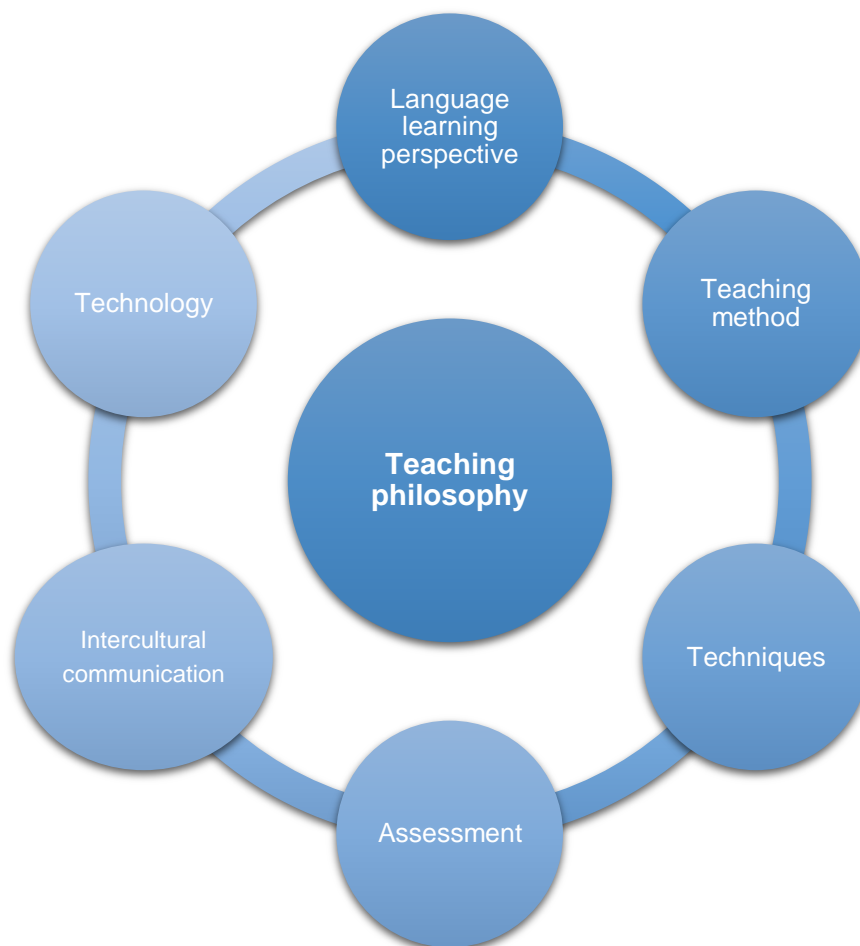 Language
learning
perspective
Teaching
method
Techniques
Assessment
Intercultural
communication
Technology
Teaching
philosophy